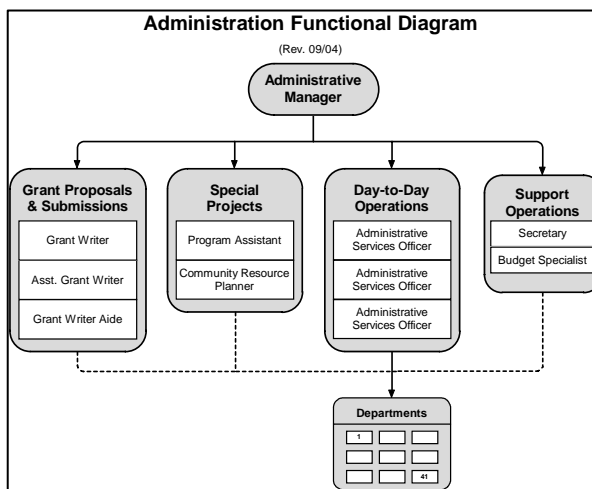 Administration Functional Diagram
(Rev. 09/04)
Administrative
Manager
Grant Proposals
& Submissions
Grant Writer
Asst. Grant Writer
Grant Writer Aide
Special
Projects
Program Assistant
Community Resource
Planner
Day-to-Day
Operations
Administrative
Services Officer
Administrative
Services Officer
Administrative
Services Officer
Support
Operations
Secretary
Budget Specialist
Departments
1
41